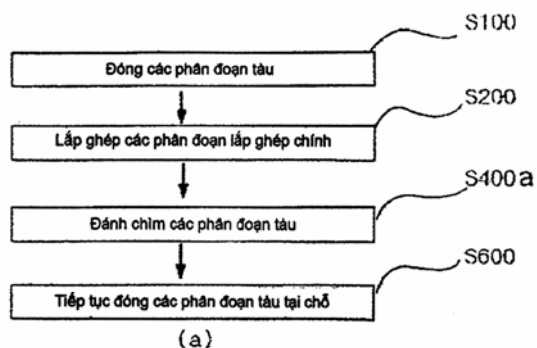 S100
Đóng các phân đoạn tàu
S200
Lắp ghép các phân đoạn lắp ghép chính
S400a
Đánh chìm các phân đoạn tàu
S600
Tiếp tục đóng các phân đoạn tàu tại chỗ
(a)